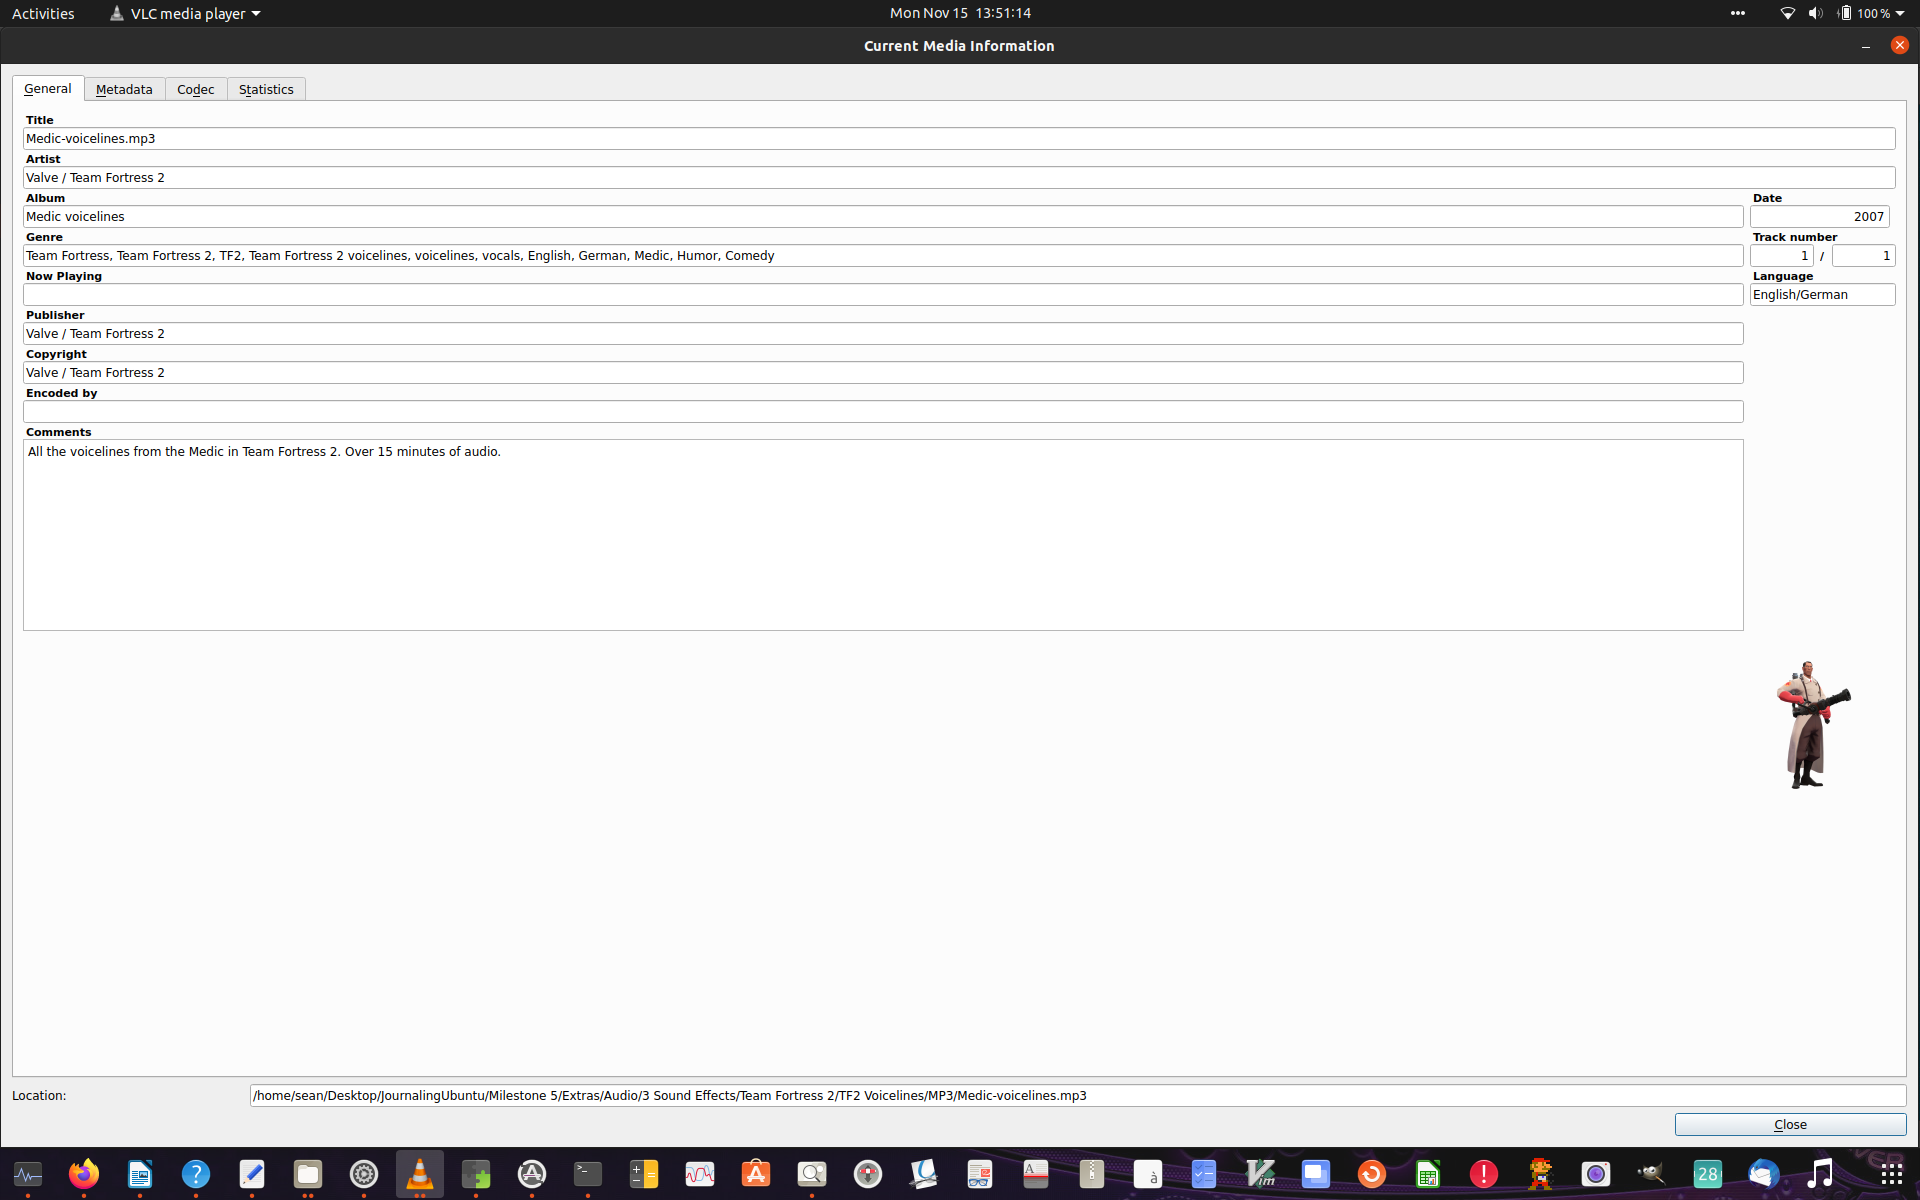 Activities VLC media player Mon Nov 15 13:51:14 100 %
Current Media Information
General Metadata Codec Statistics
Title
Medic-voicelines.mp3
Artist
Valve / Team Fortress 2
Album Date
Medic voicelines 2007
Genre Track number
Team Fortress, Team Fortress 2, TF2, Team Fortress 2 voicelines, voicelines, vocals, English, German, Medic, Humor, Comedy 1 / 1
Now Playing Language
English/German
Publisher
Valve / Team Fortress 2
Copyright
Valve / Team Fortress 2
Encoded by
Comments
All the voicelines from the Medic in Team Fortress 2. Over 15 minutes of audio.
Location: /home/sean/Desktop/JournalingUbuntu/Milestone 5/Extras/Audio/3 Sound Effects/Team Fortress 2/TF2 Voicelines/MP3/Medic-voicelines.mp3
Close
28